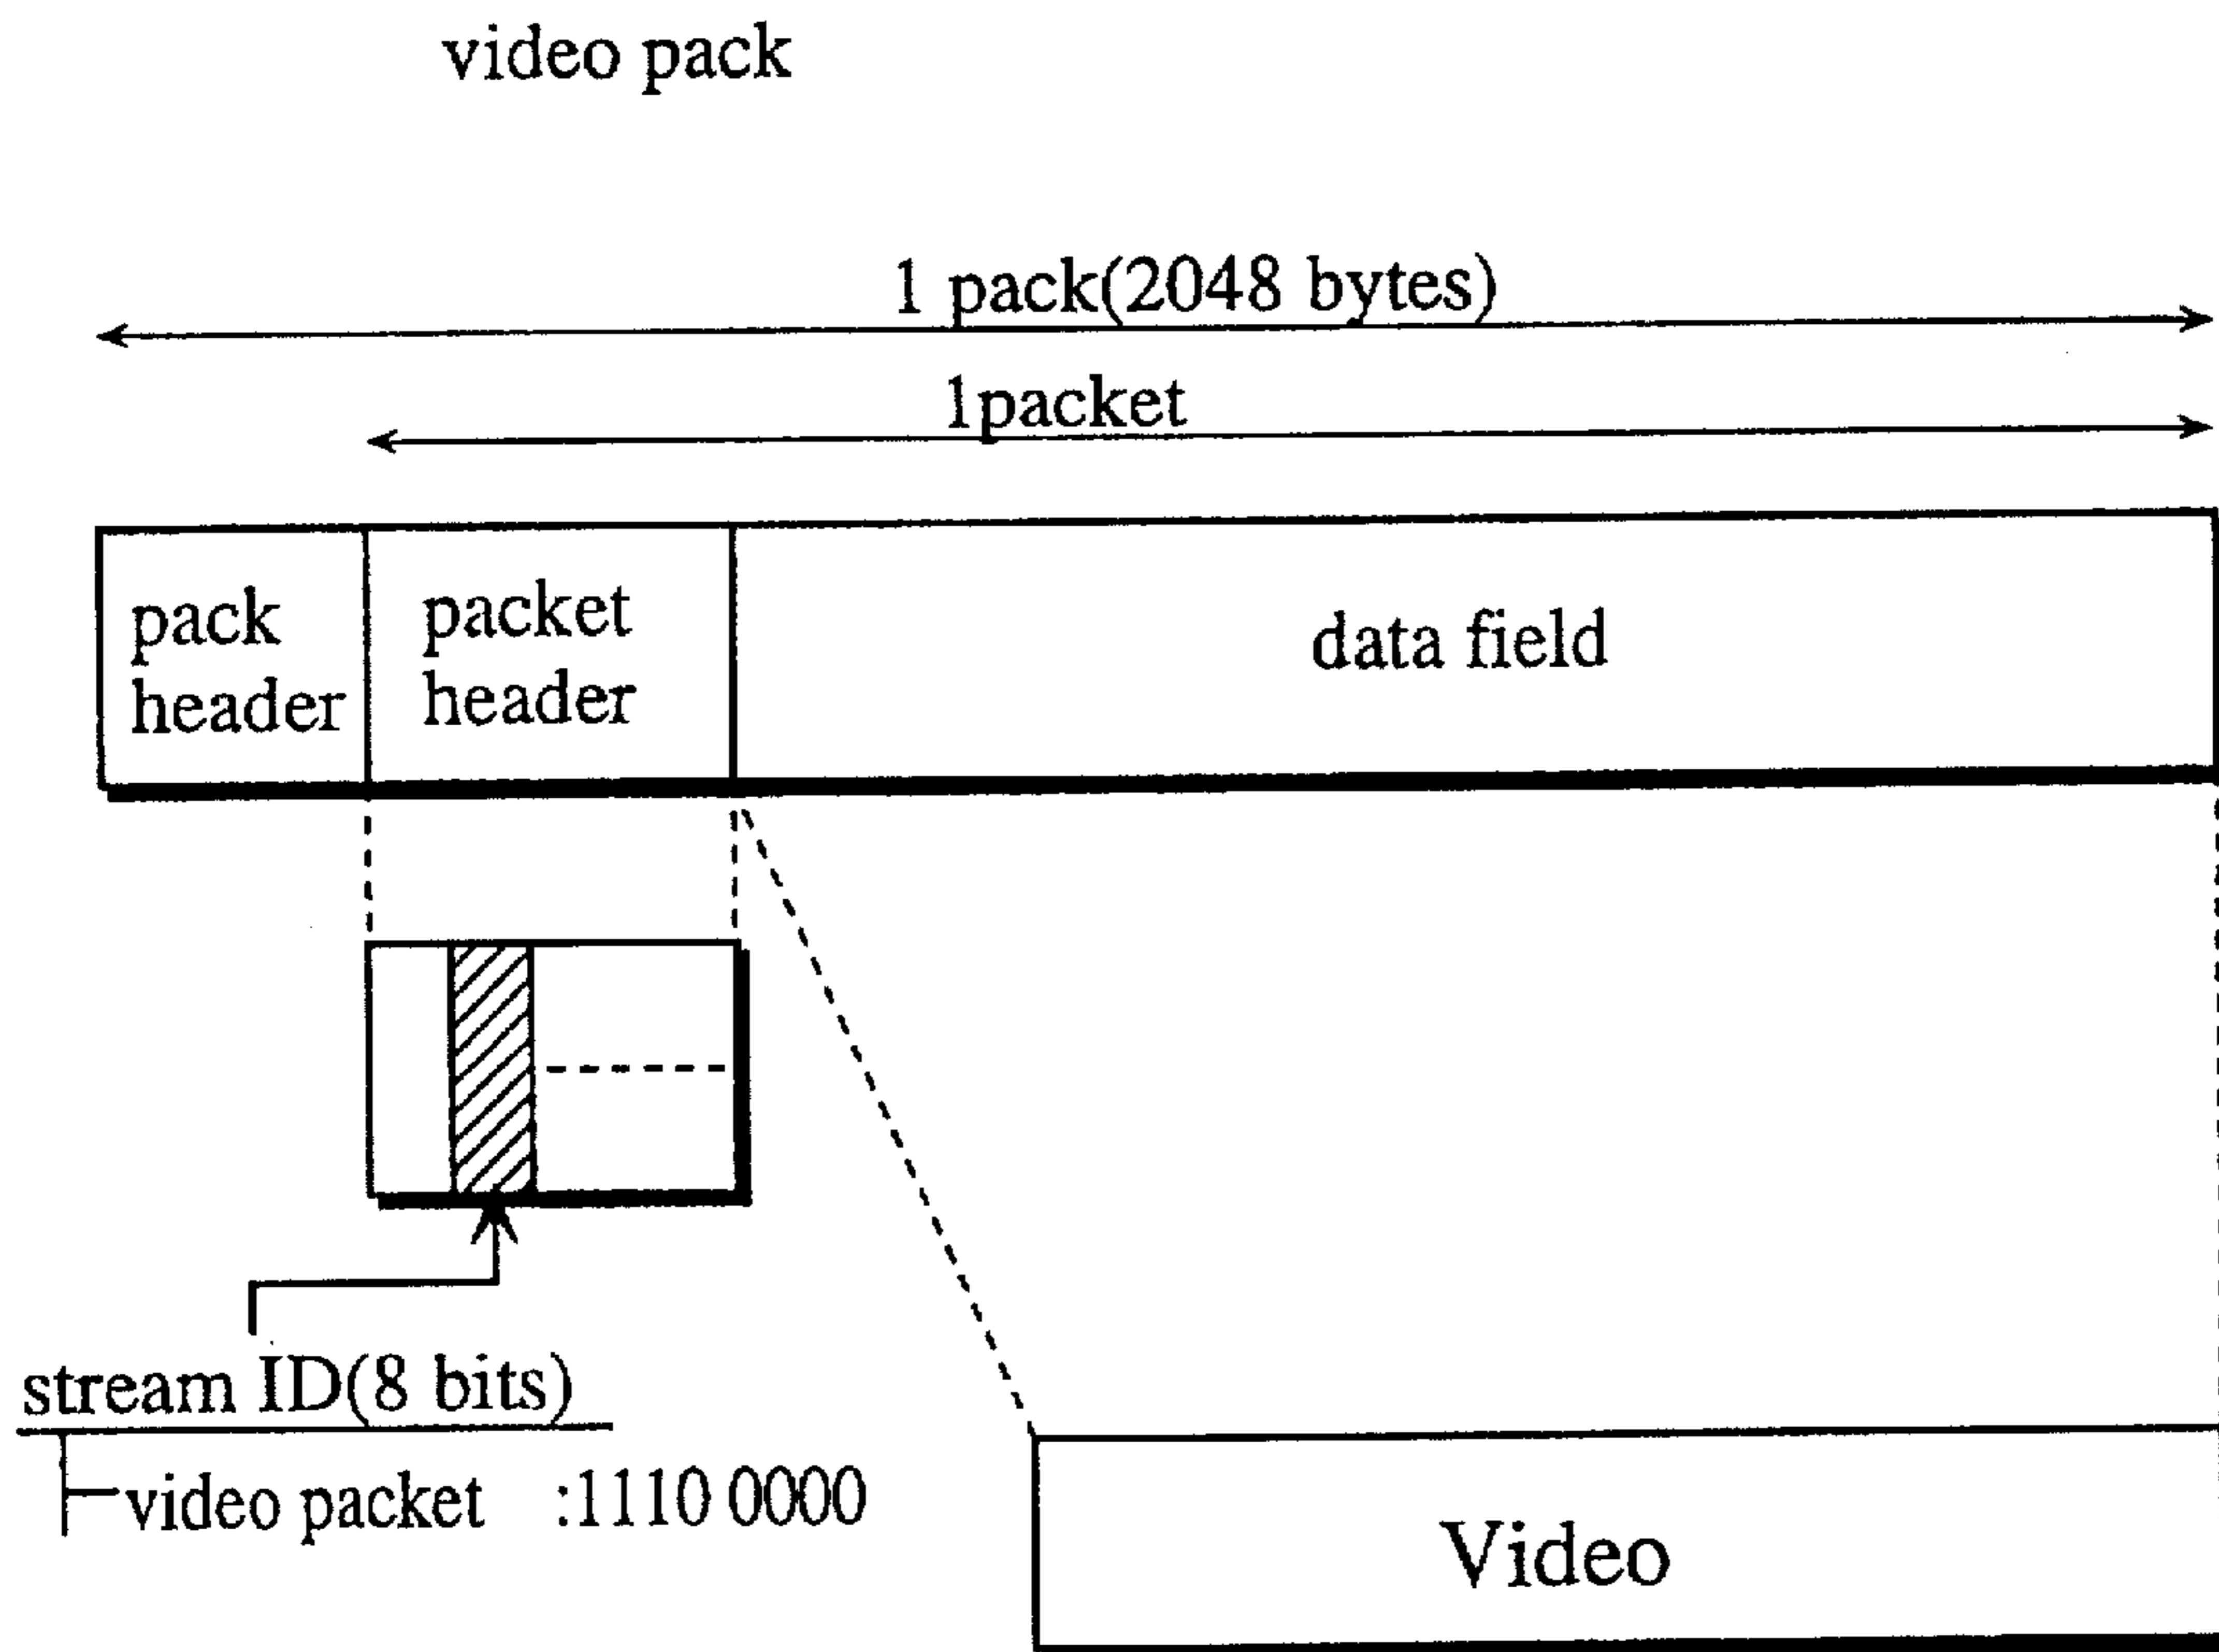 video pack
1 pack(2048 bytes)
1packet
pack
header
packet
header
data field
stream ID(8 bits)
video packet :1110 0000
Video